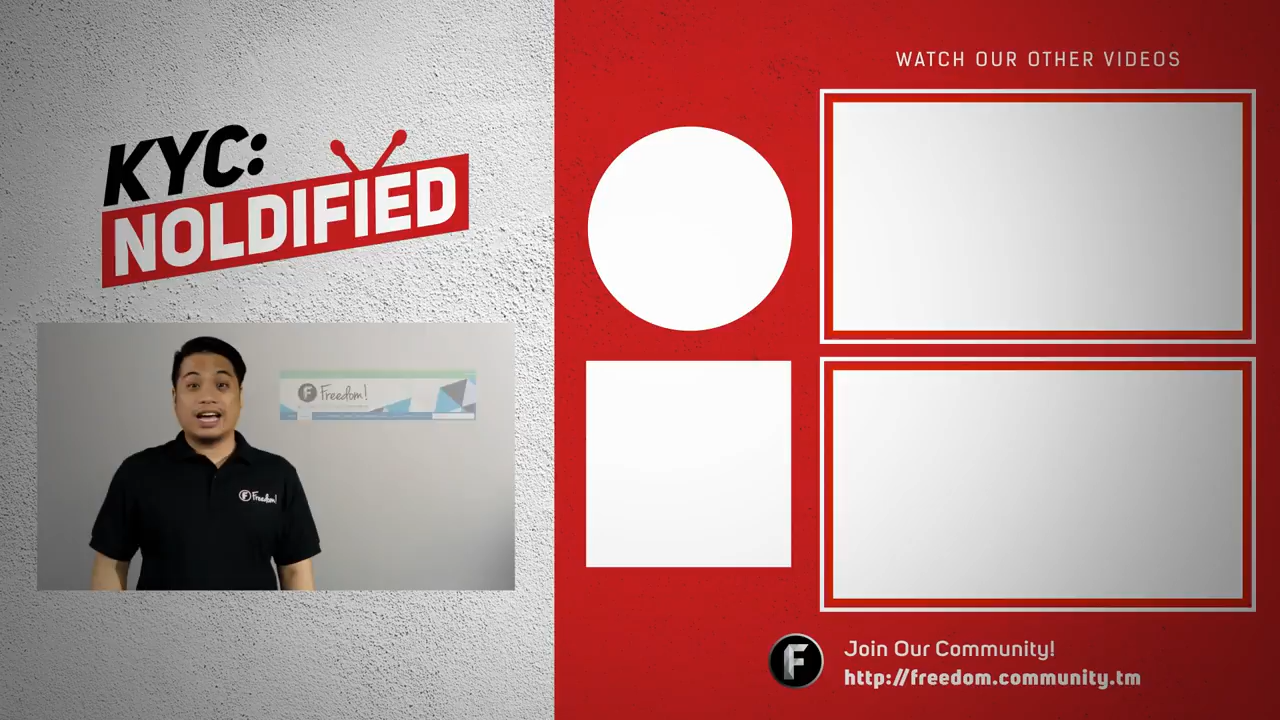 KYC:
NOLDIFIED
Freedom!
Freedom!
WATCH OUR OTHER VIDEOS
Join Our Community!
http://freedom.community.tm